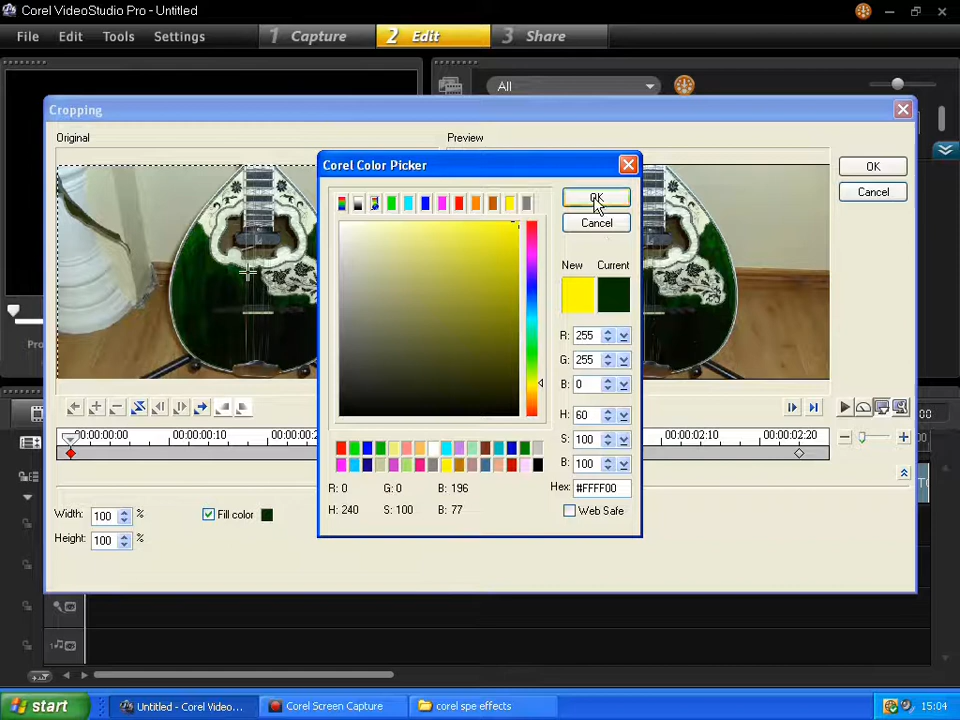 Corel VideoStudio Pro - Untitled
File Edit Tools Settings 1 Capture 2 Edit 3 Share
All
Cropping
Original
Preview
OK
Cancel
Corel Color Picker
OK
Cancel
New Current
R: 255
G: 255
B: 0
H: 60
S: 100
B: 100
Hex: #FFFF00
Web Safe
R: 0 G: 0 B: 196
H: 240 S: 100 B: 77
Pro
00:00:00:00 00:00:00:10 00:00:02:10 00:00:02:20
Width: 100 %
Height: 100 %
Fill color
start Untitled - Corel Video... Corel Screen Capture corel spe effects 15:04